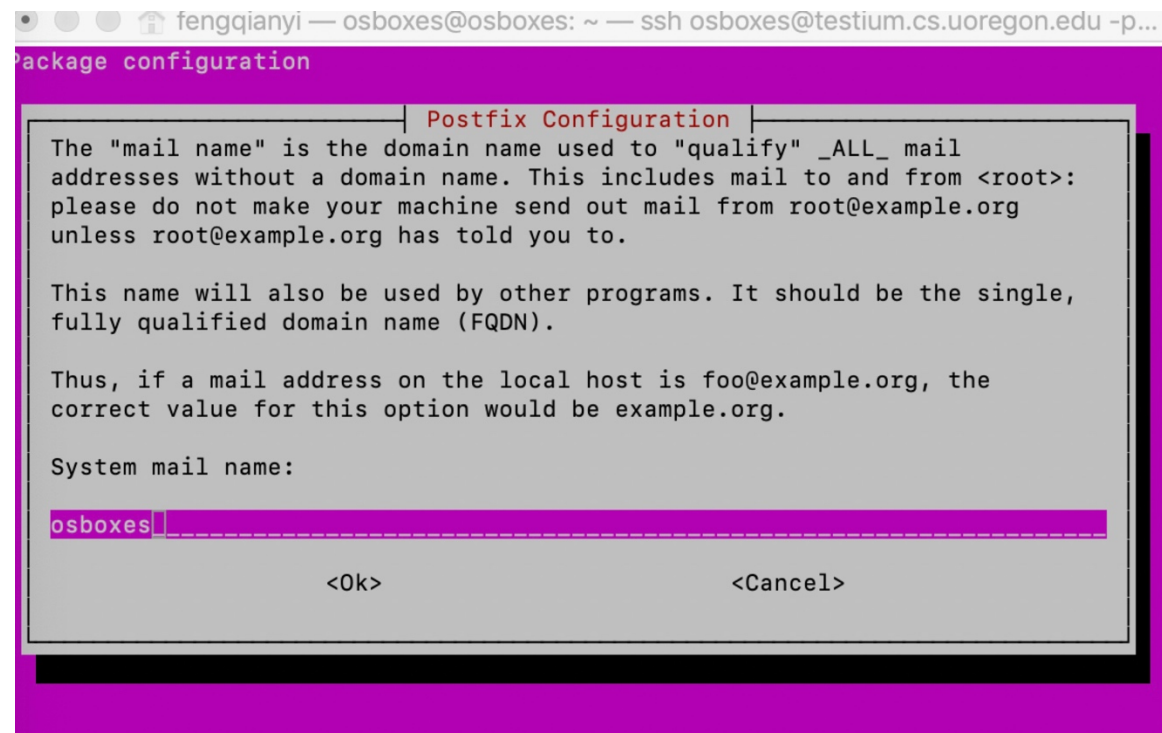 fengqianyi — osboxes@osboxes: ~ — ssh osboxes@testium.cs.uoregon.edu -p...
Package configuration
Postfix Configuration
The "mail name" is the domain name used to "qualify" _ALL_ mail
addresses without a domain name. This includes mail to and from <root>:
please do not make your machine send out mail from root@example.org
unless root@example.org has told you to.
This name will also be used by other programs. It should be the single,
fully qualified domain name (FQDN).
Thus, if a mail address on the local host is foo@example.org, the
correct value for this option would be example.org.
System mail name:
osboxes
<Ok> <Cancel>